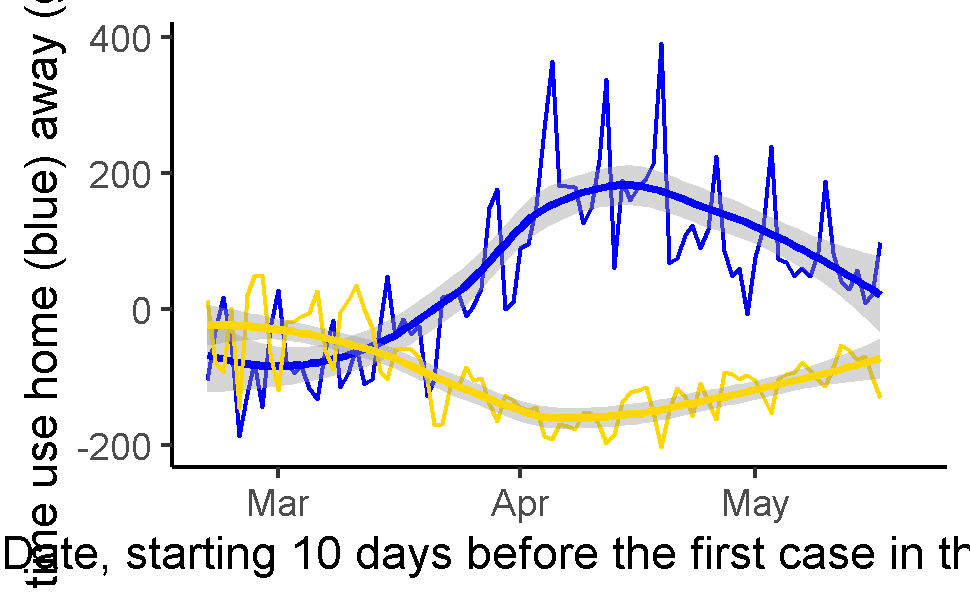 time use home (blue) away (
400
200
0
-200
Mar Apr May
Date, starting 10 days before the first case in th